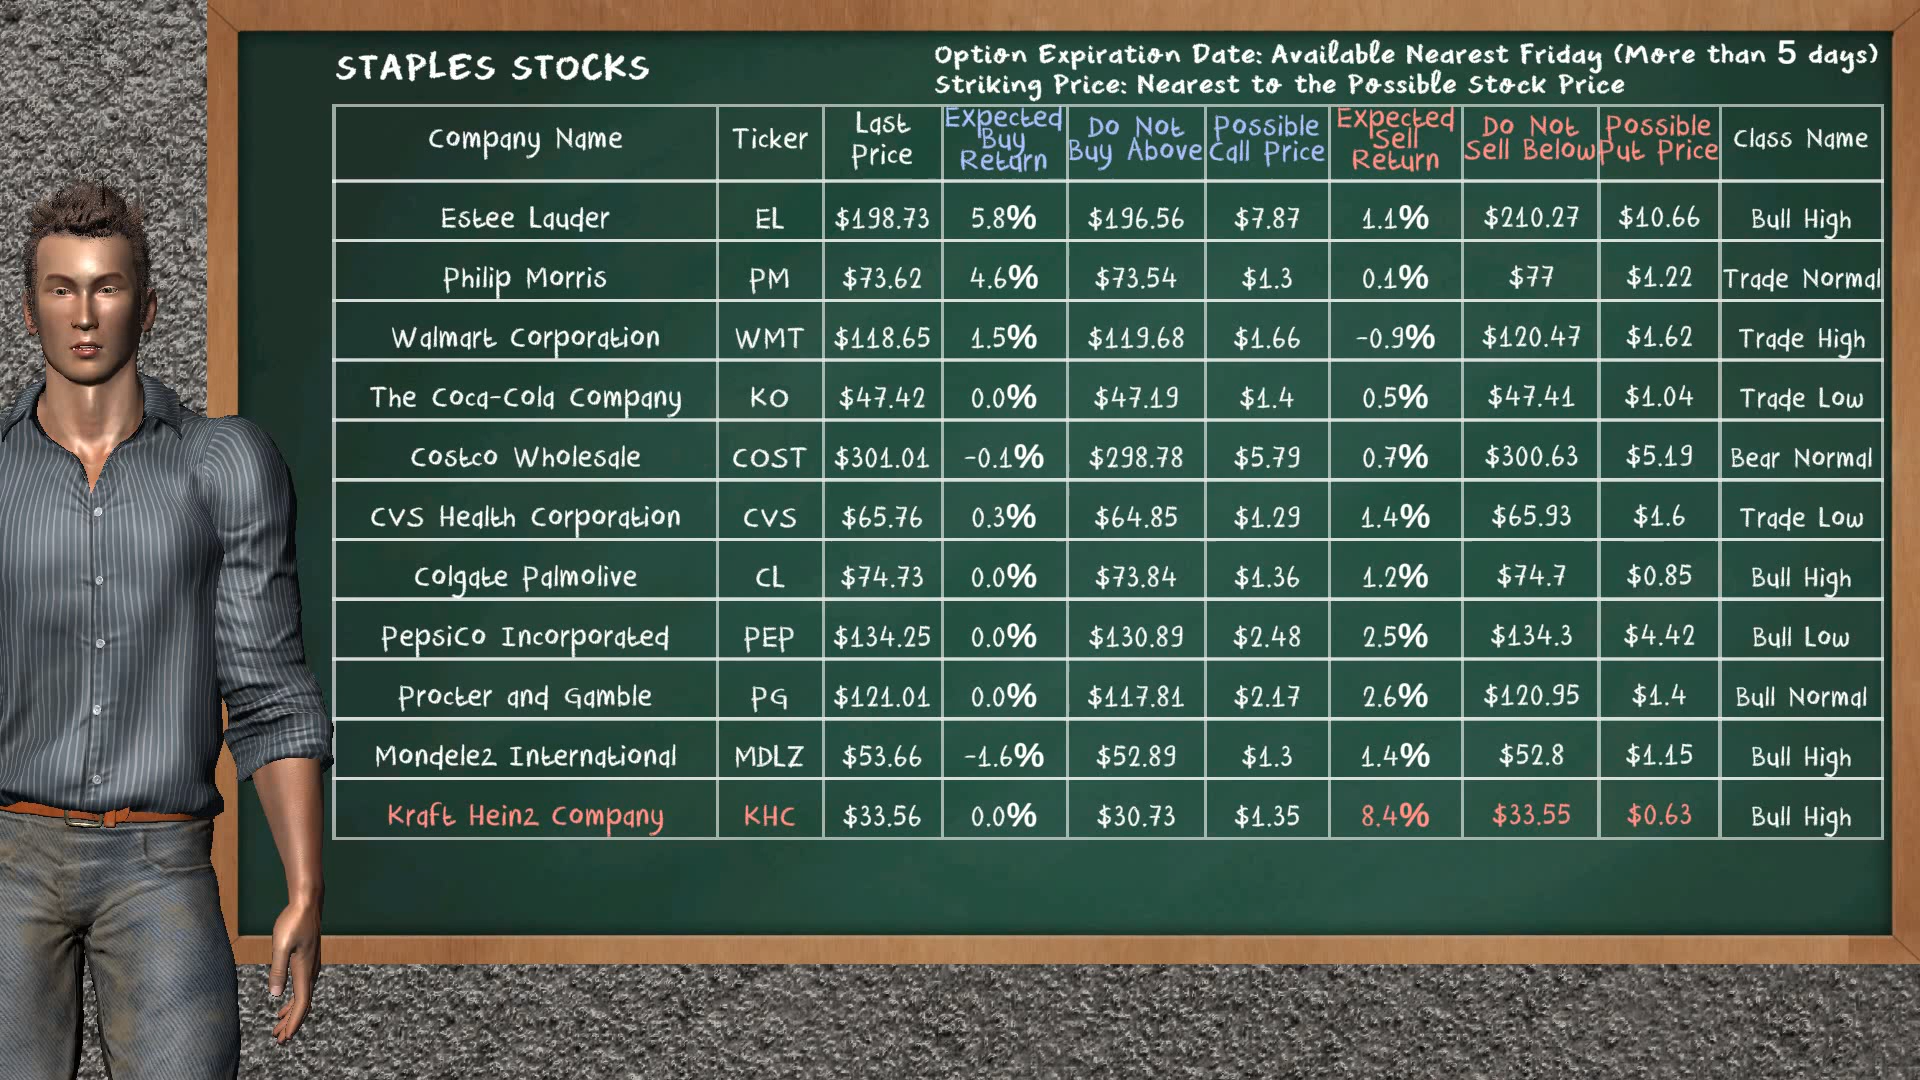 STAPLES STOCKS
Option Expiration Date: Available Nearest Friday (More than 5 days)
Striking Price: Nearest to the Possible Stock Price
Company Name Ticker Last Price Expected Buy Return Do Not Buy Above Possible Call Price Expected Sell Return Do Not Sell Below Possible Put Price Class Name
Estee Lauder EL $198.73 5.8% $196.56 $7.87 1.1% $210.27 $10.66 Bull High
Philip Morris PM $73.62 4.6% $73.54 $1.3 0.1% $77 $1.22 Trade Normal
Walmart Corporation WMT $118.65 1.5% $119.68 $1.66 -0.9% $120.47 $1.62 Trade High
The Coca-Cola Company KO $47.42 0.0% $47.19 $1.4 0.5% $47.41 $1.04 Trade Low
Costco Wholesale COST $301.01 -0.1% $298.78 $5.79 0.7% $300.63 $5.19 Bear Normal
CVS Health Corporation CVS $65.76 0.3% $64.85 $1.29 1.4% $65.93 $1.6 Trade Low
Colgate Palmolive CL $74.73 0.0% $73.84 $1.36 1.2% $74.7 $0.85 Bull High
PepsiCo Incorporated PEP $134.25 0.0% $130.89 $2.48 2.5% $134.3 $4.42 Bull Low
Procter and Gamble PG $121.01 0.0% $117.81 $2.17 2.6% $120.95 $1.4 Bull Normal
Mondelez International MDLZ $53.66 -1.6% $52.89 $1.3 1.4% $52.8 $1.15 Bull High
Kraft Heinz Company KHC $33.56 0.0% $30.73 $1.35 8.4% $33.55 $0.63 Bull High